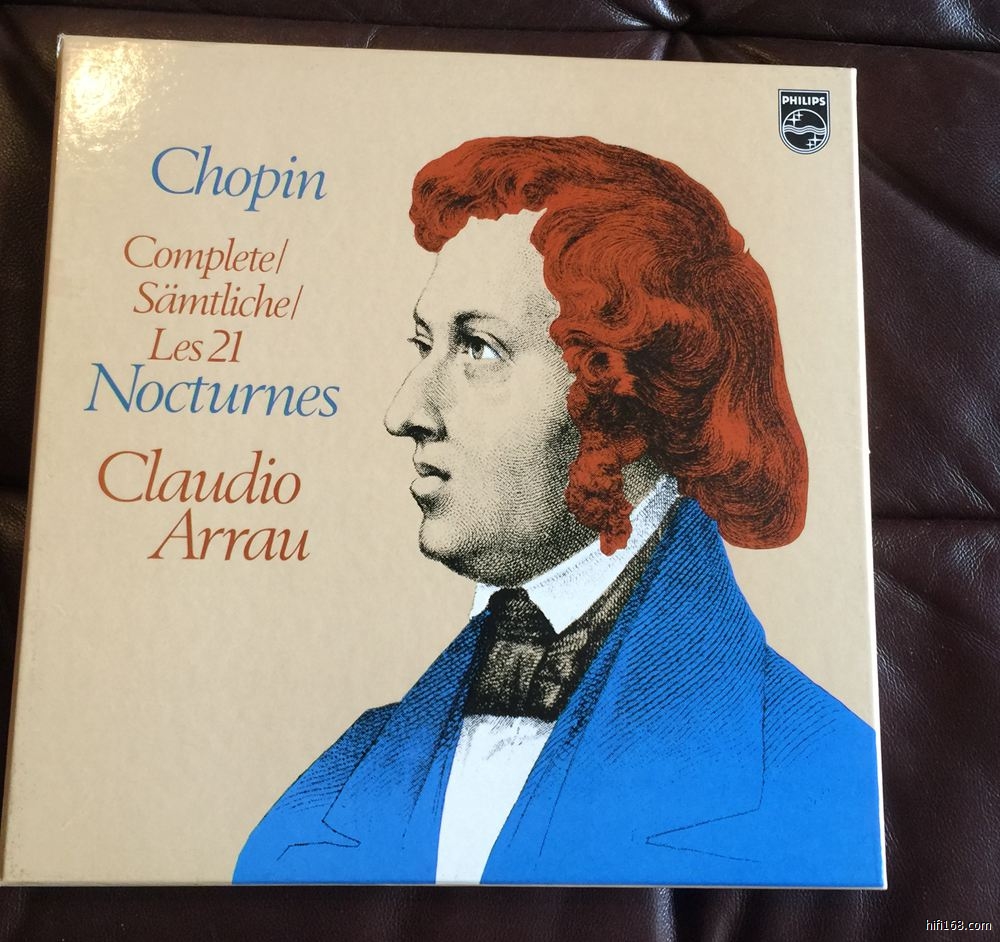 PHILIPS
Chopin
Complete/
Sämtliche/
Les 21
Nocturnes
Claudio
Arrau
hifi168.com